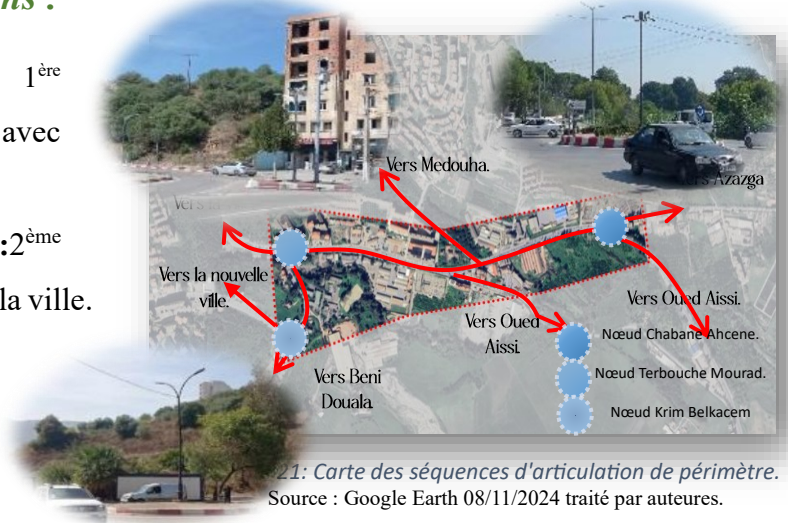 ns :
1ère
avec
:2ème
la ville.
Vers Medouha.
Azazga
Vers
Vers la nouvelle
ville.
Vers Oued Aissi.
Vers Oued
Aissi.
Vers Beni
Douala.
Nœud Chabane Ahcene.
Nœud Terbouche Mourad.
Nœud Krim Belkacem
21: Carte des séquences d'articulation de périmètre.
Source : Google Earth 08/11/2024 traité par auteures.